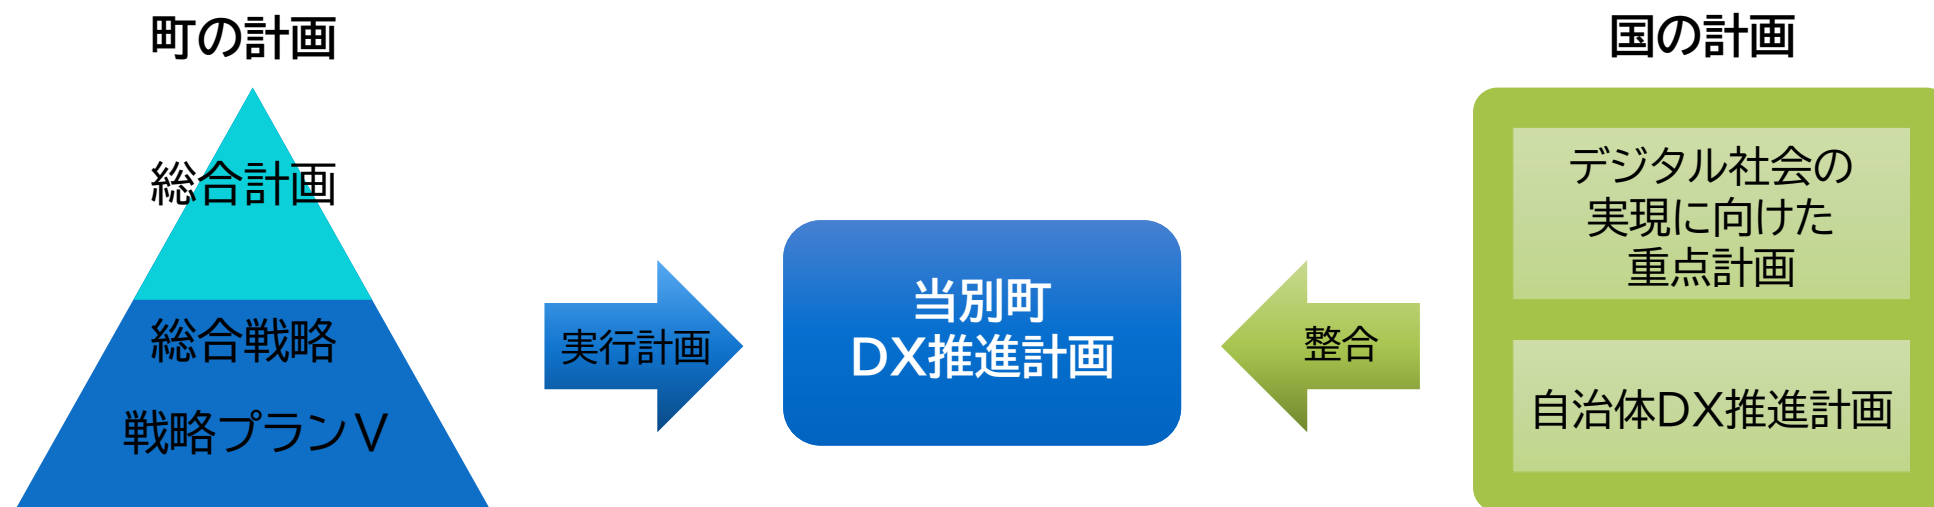 町の計画
総合計画
総合戦略
戦略プランⅤ
実行計画
当別町
DX推進計画
整合
国の計画
デジタル社会の
実現に向けた
重点計画
自治体DX推進計画